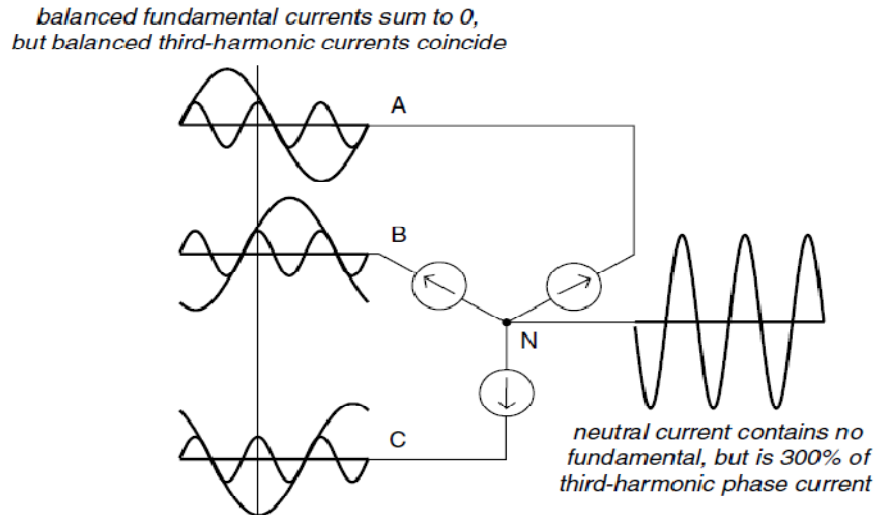 balanced fundamental currents sum to 0,
but balanced third-harmonic currents coincide
A
B
N
C
neutral current contains no
fundamental, but is 300% of
third-harmonic phase current